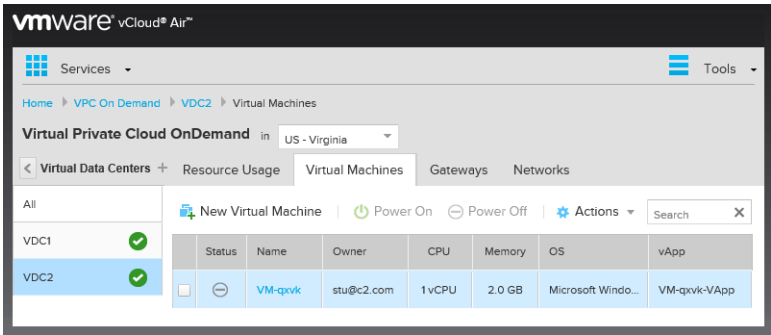 vmware® vCloud® Air™
Services
Tools
Home VPC On Demand VDC2 Virtual Machines
Virtual Private Cloud OnDemand in US - Virginia
< Virtual Data Centers + Resource Usage Virtual Machines Gateways Networks
All
New Virtual Machine | Power On Power Off | Actions Search X
VDC1
Status Name Owner CPU Memory OS vApp
VDC2
VM-qxvk stu@c2.com 1 vCPU 2.0 GB Microsoft Windo... VM-qxvk-VApp